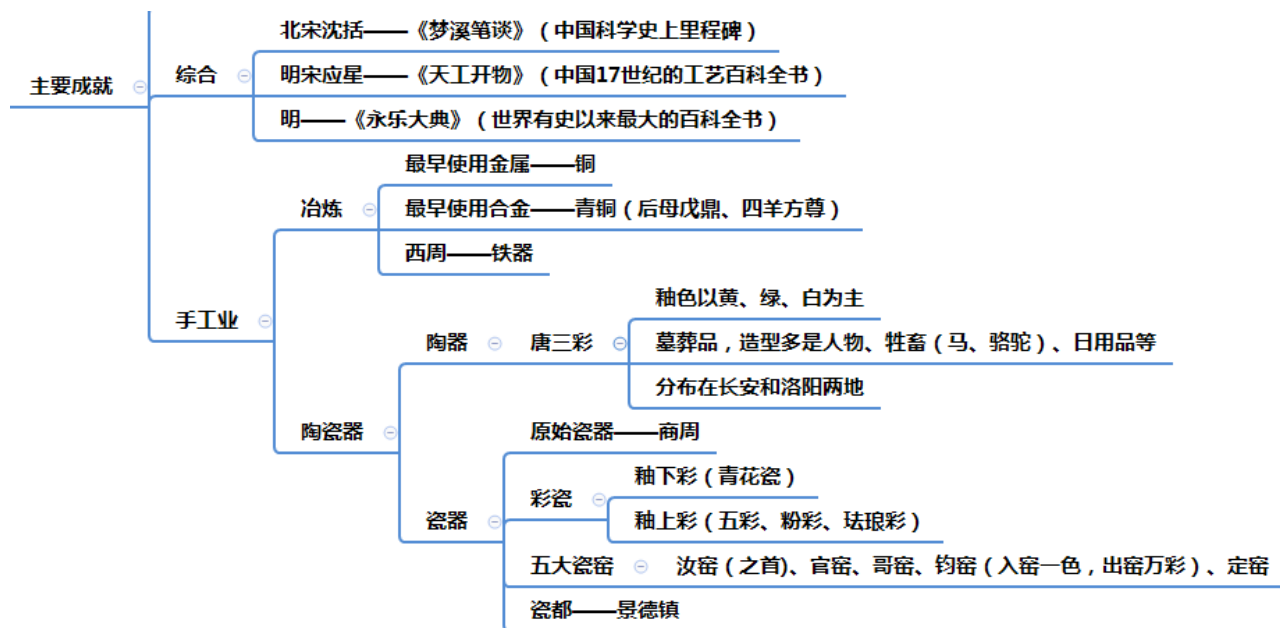 主要成就
综合
北宋沈括——《梦溪笔谈》（中国科学史上里程碑）
明宋应星——《天工开物》（中国17世纪的工艺百科全书）
明——《永乐大典》（世界有史以来最大的百科全书）
手工业
冶炼
最早使用金属——铜
最早使用合金——青铜（后母戊鼎、四羊方尊）
西周——铁器
陶瓷器
陶器
唐三彩
釉色以黄、绿、白为主
墓葬品，造型多是人物、牲畜（马、骆驼）、日用品等
分布在长安和洛阳两地
瓷器
原始瓷器——商周
彩瓷
釉下彩（青花瓷）
釉上彩（五彩、粉彩、珐琅彩）
五大瓷窑
汝窑（之首)、官窑、哥窑、钧窑（入窑一色，出窑万彩）、定窑
瓷都——景德镇